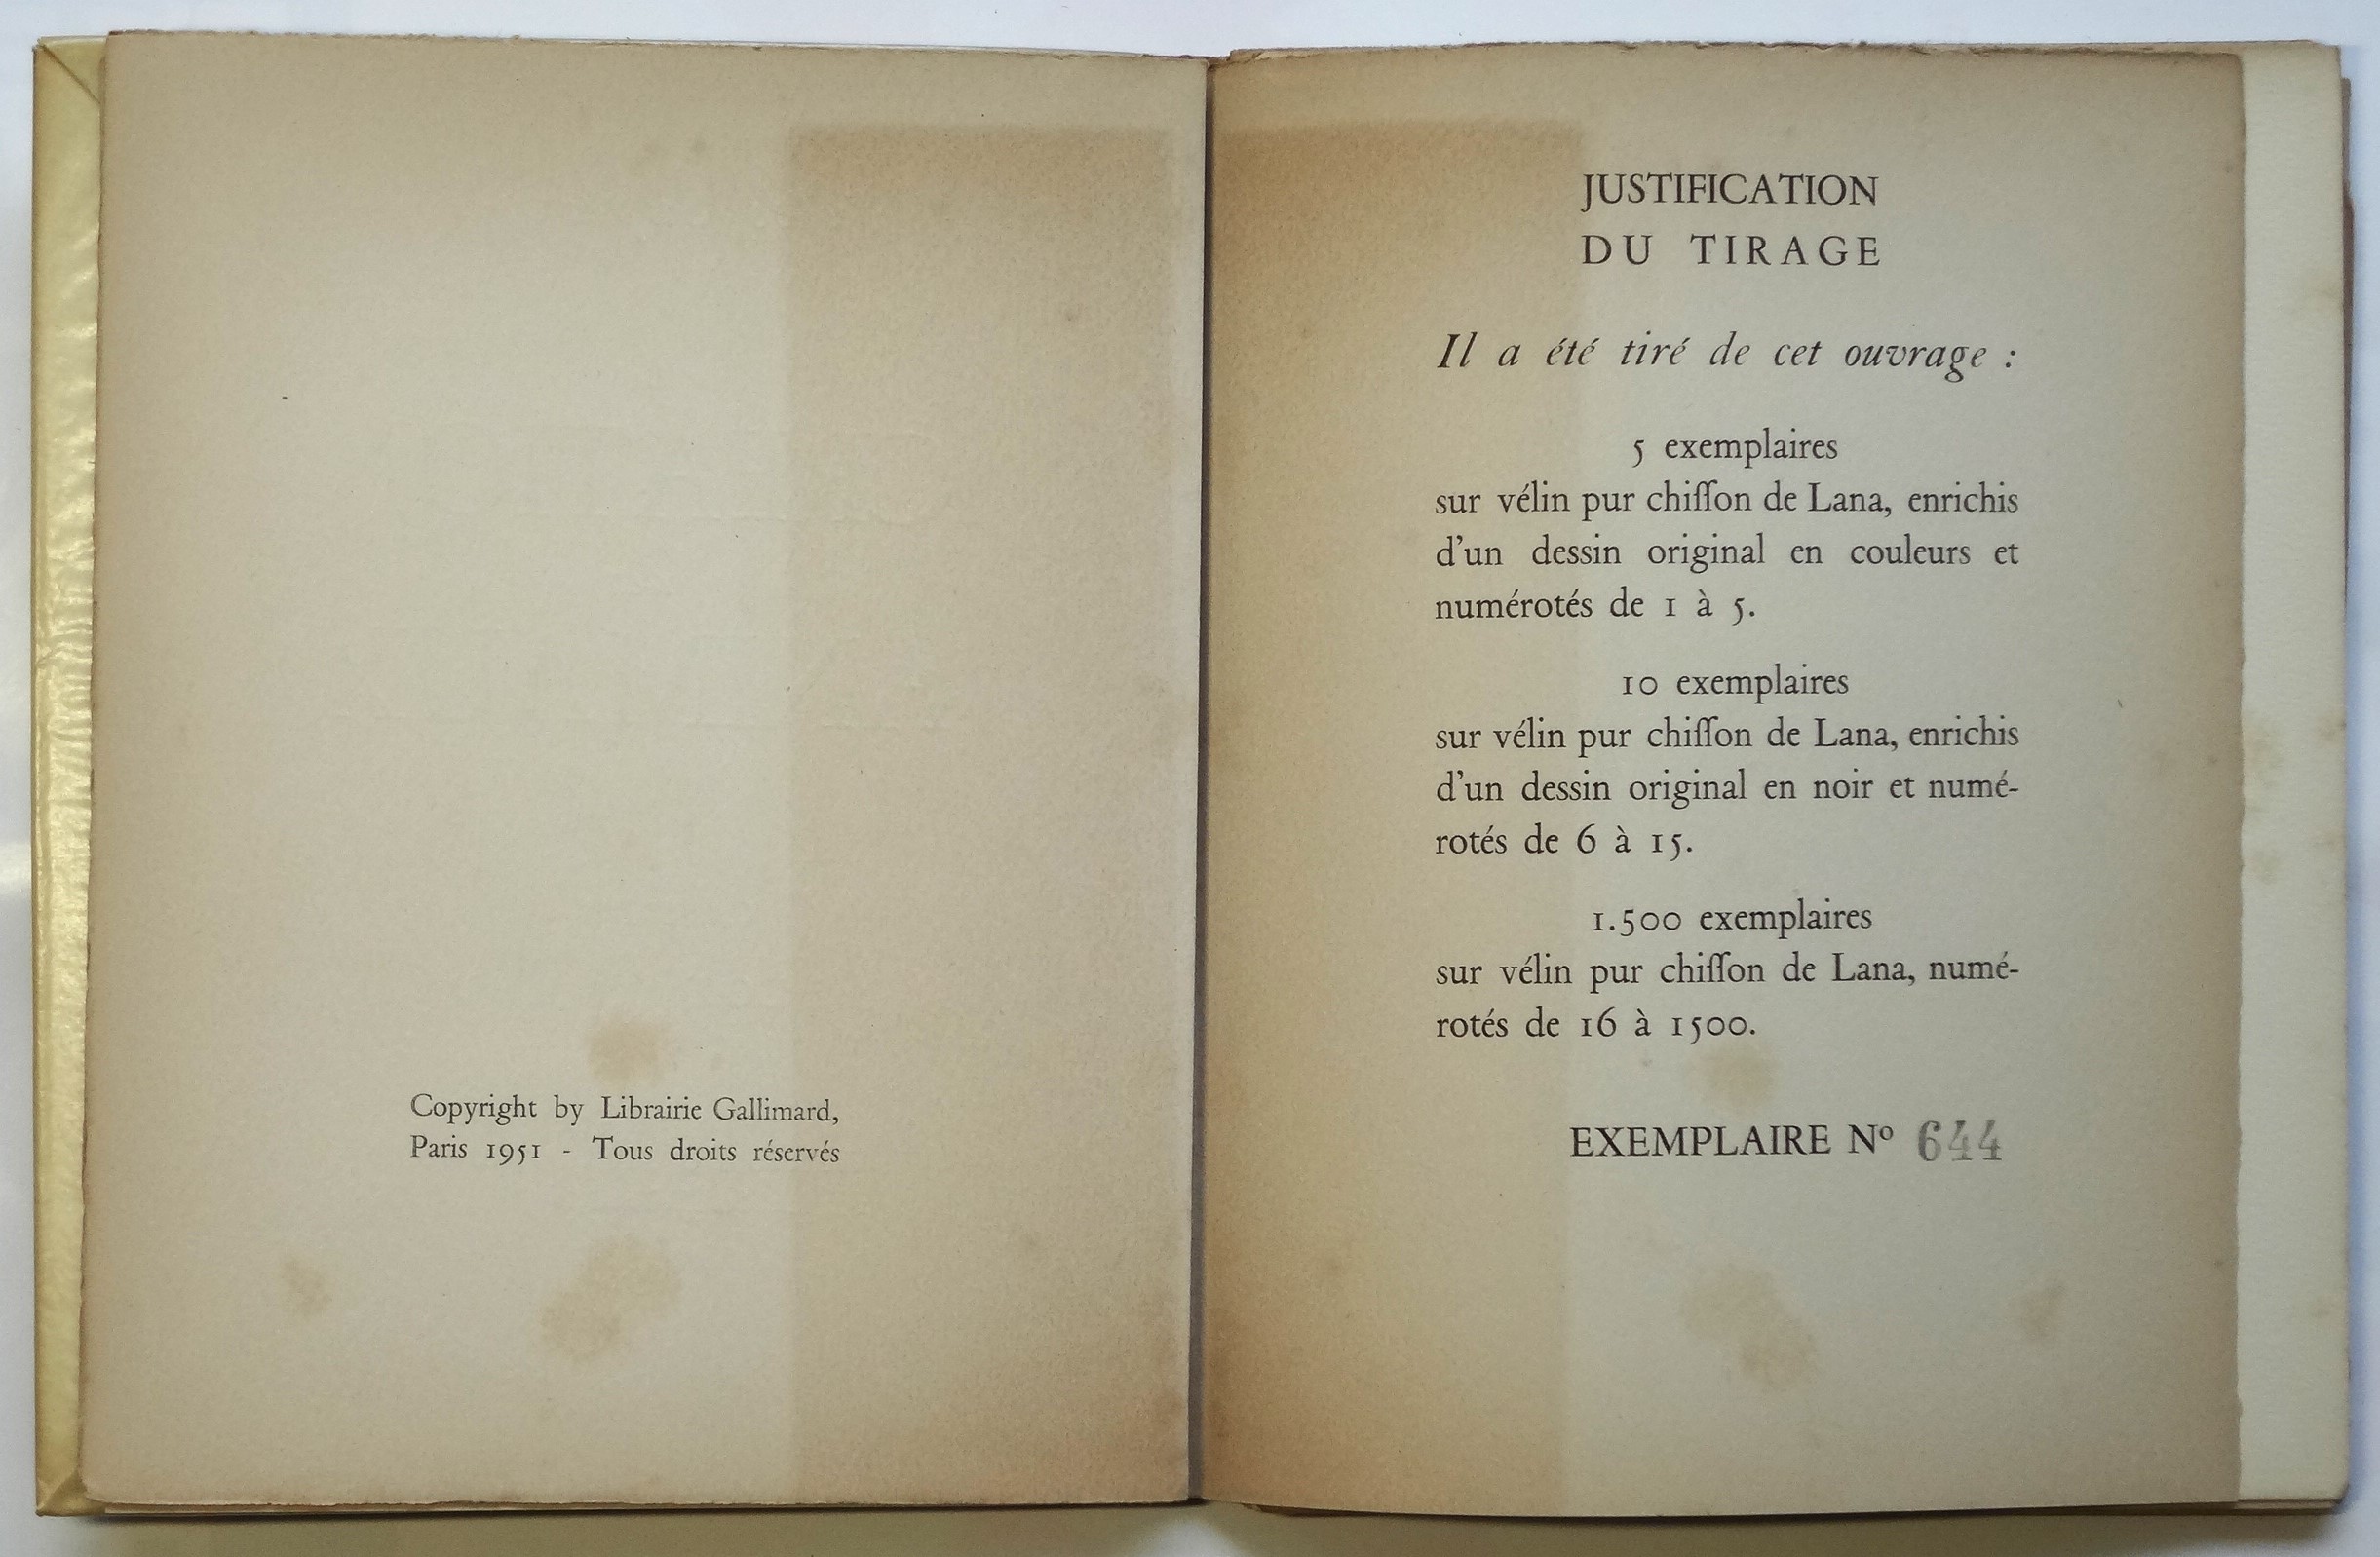 Copyright by Librairie Gallimard,
Paris 1951 - Tous droits réservés
JUSTIFICATION
DU TIRAGE
Il a été tiré de cet ouvrage :
5 exemplaires
sur vélin pur chiffon de Lana, enrichis
d'un dessin original en couleurs et
numérotés de 1 à 5.
10 exemplaires
sur vélin pur chiffon de Lana, enrichis
d'un dessin original en noir et numé-
rotés de 6 à 15.
1.500 exemplaires
sur vélin pur chiffon de Lana, numé-
rotés de 16 à 1500.
EXEMPLAIRE Nº 644